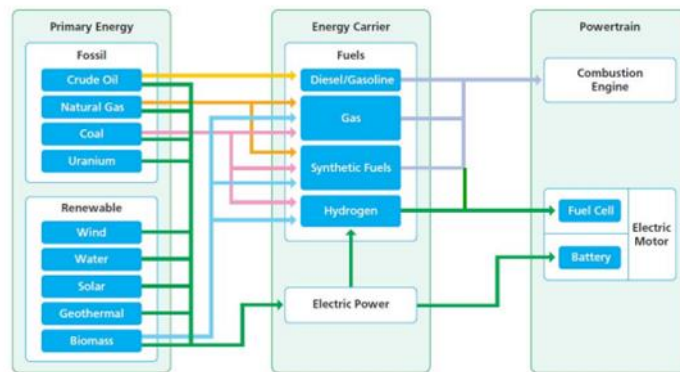 Primary Energy
Fossil
Crude Oil
Natural Gas
Coal
Uranium
Renewable
Wind
Water
Solar
Geothermal
Biomass
Energy Carrier
Fuels
Diesel/Gasoline
Gas
Synthetic Fuels
Hydrogen
Electric Power
Powertrain
Combustion
Engine
Fuel Cell
Battery
Electric
Motor